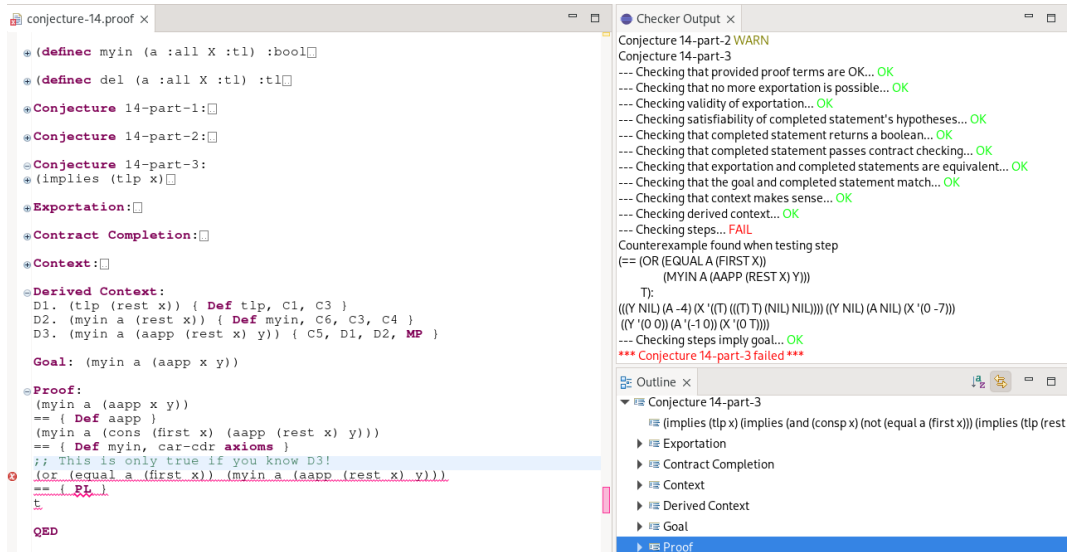 conjecture-14.proof
(definec myin (a :all X :tl) :bool
(definec del (a :all X :tl) :tl
Conjecture 14-part-1:
Conjecture 14-part-2:
Conjecture 14-part-3:
(implies (tlp x)
Exportation:
Contract Completion:
Context:
Derived Context:
D1. (tlp (rest x)) { Def tlp, C1, C3 }
D2. (myin a (rest x)) { Def myin, C6, C3, C4 }
D3. (myin a (aapp (rest x) y)) { C5, D1, D2, MP }
Goal: (myin a (aapp x y))
Proof:
(myin a (aapp x y))
== { Def aapp }
(myin a (cons (first x) (aapp (rest x) y)))
== { Def myin, car-cdr axioms }
;; This is only true if you know D3!
(or (equal a (first x)) (myin a (aapp (rest x) y)))
== { PL }
t
QED
Checker Output
Conjecture 14-part-2 WARN
Conjecture 14-part-3
--- Checking that provided proof terms are OK... OK
--- Checking that no more exportation is possible... OK
--- Checking validity of exportation... OK
--- Checking satisfiability of completed statement's hypotheses... OK
--- Checking that completed statement returns a boolean... OK
--- Checking that completed statement passes contract checking... OK
--- Checking that exportation and completed statements are equivalent... OK
--- Checking that the goal and completed statement match... OK
--- Checking that context makes sense... OK
--- Checking derived context... OK
--- Checking steps... FAIL
Counterexample found when testing step
(== (OR (EQUAL A (FIRST X))
(MYIN A (AAPP (REST X) Y)))
T):
(((Y NIL) (A -4) (X '((T) (((T) T) (NIL) NIL)))) ((Y NIL) (A NIL) (X '(0 -7)))
((Y '(0 0)) (A '(-1 0)) (X '(0 T))))
--- Checking steps imply goal... OK
*** Conjecture 14-part-3 failed ***
Outline
Conjecture 14-part-3
(implies (tlp x) (implies (and (consp x) (not (equal a (first x)))) (implies (tlp (rest
Exportation
Contract Completion
Context
Derived Context
Goal
Proof